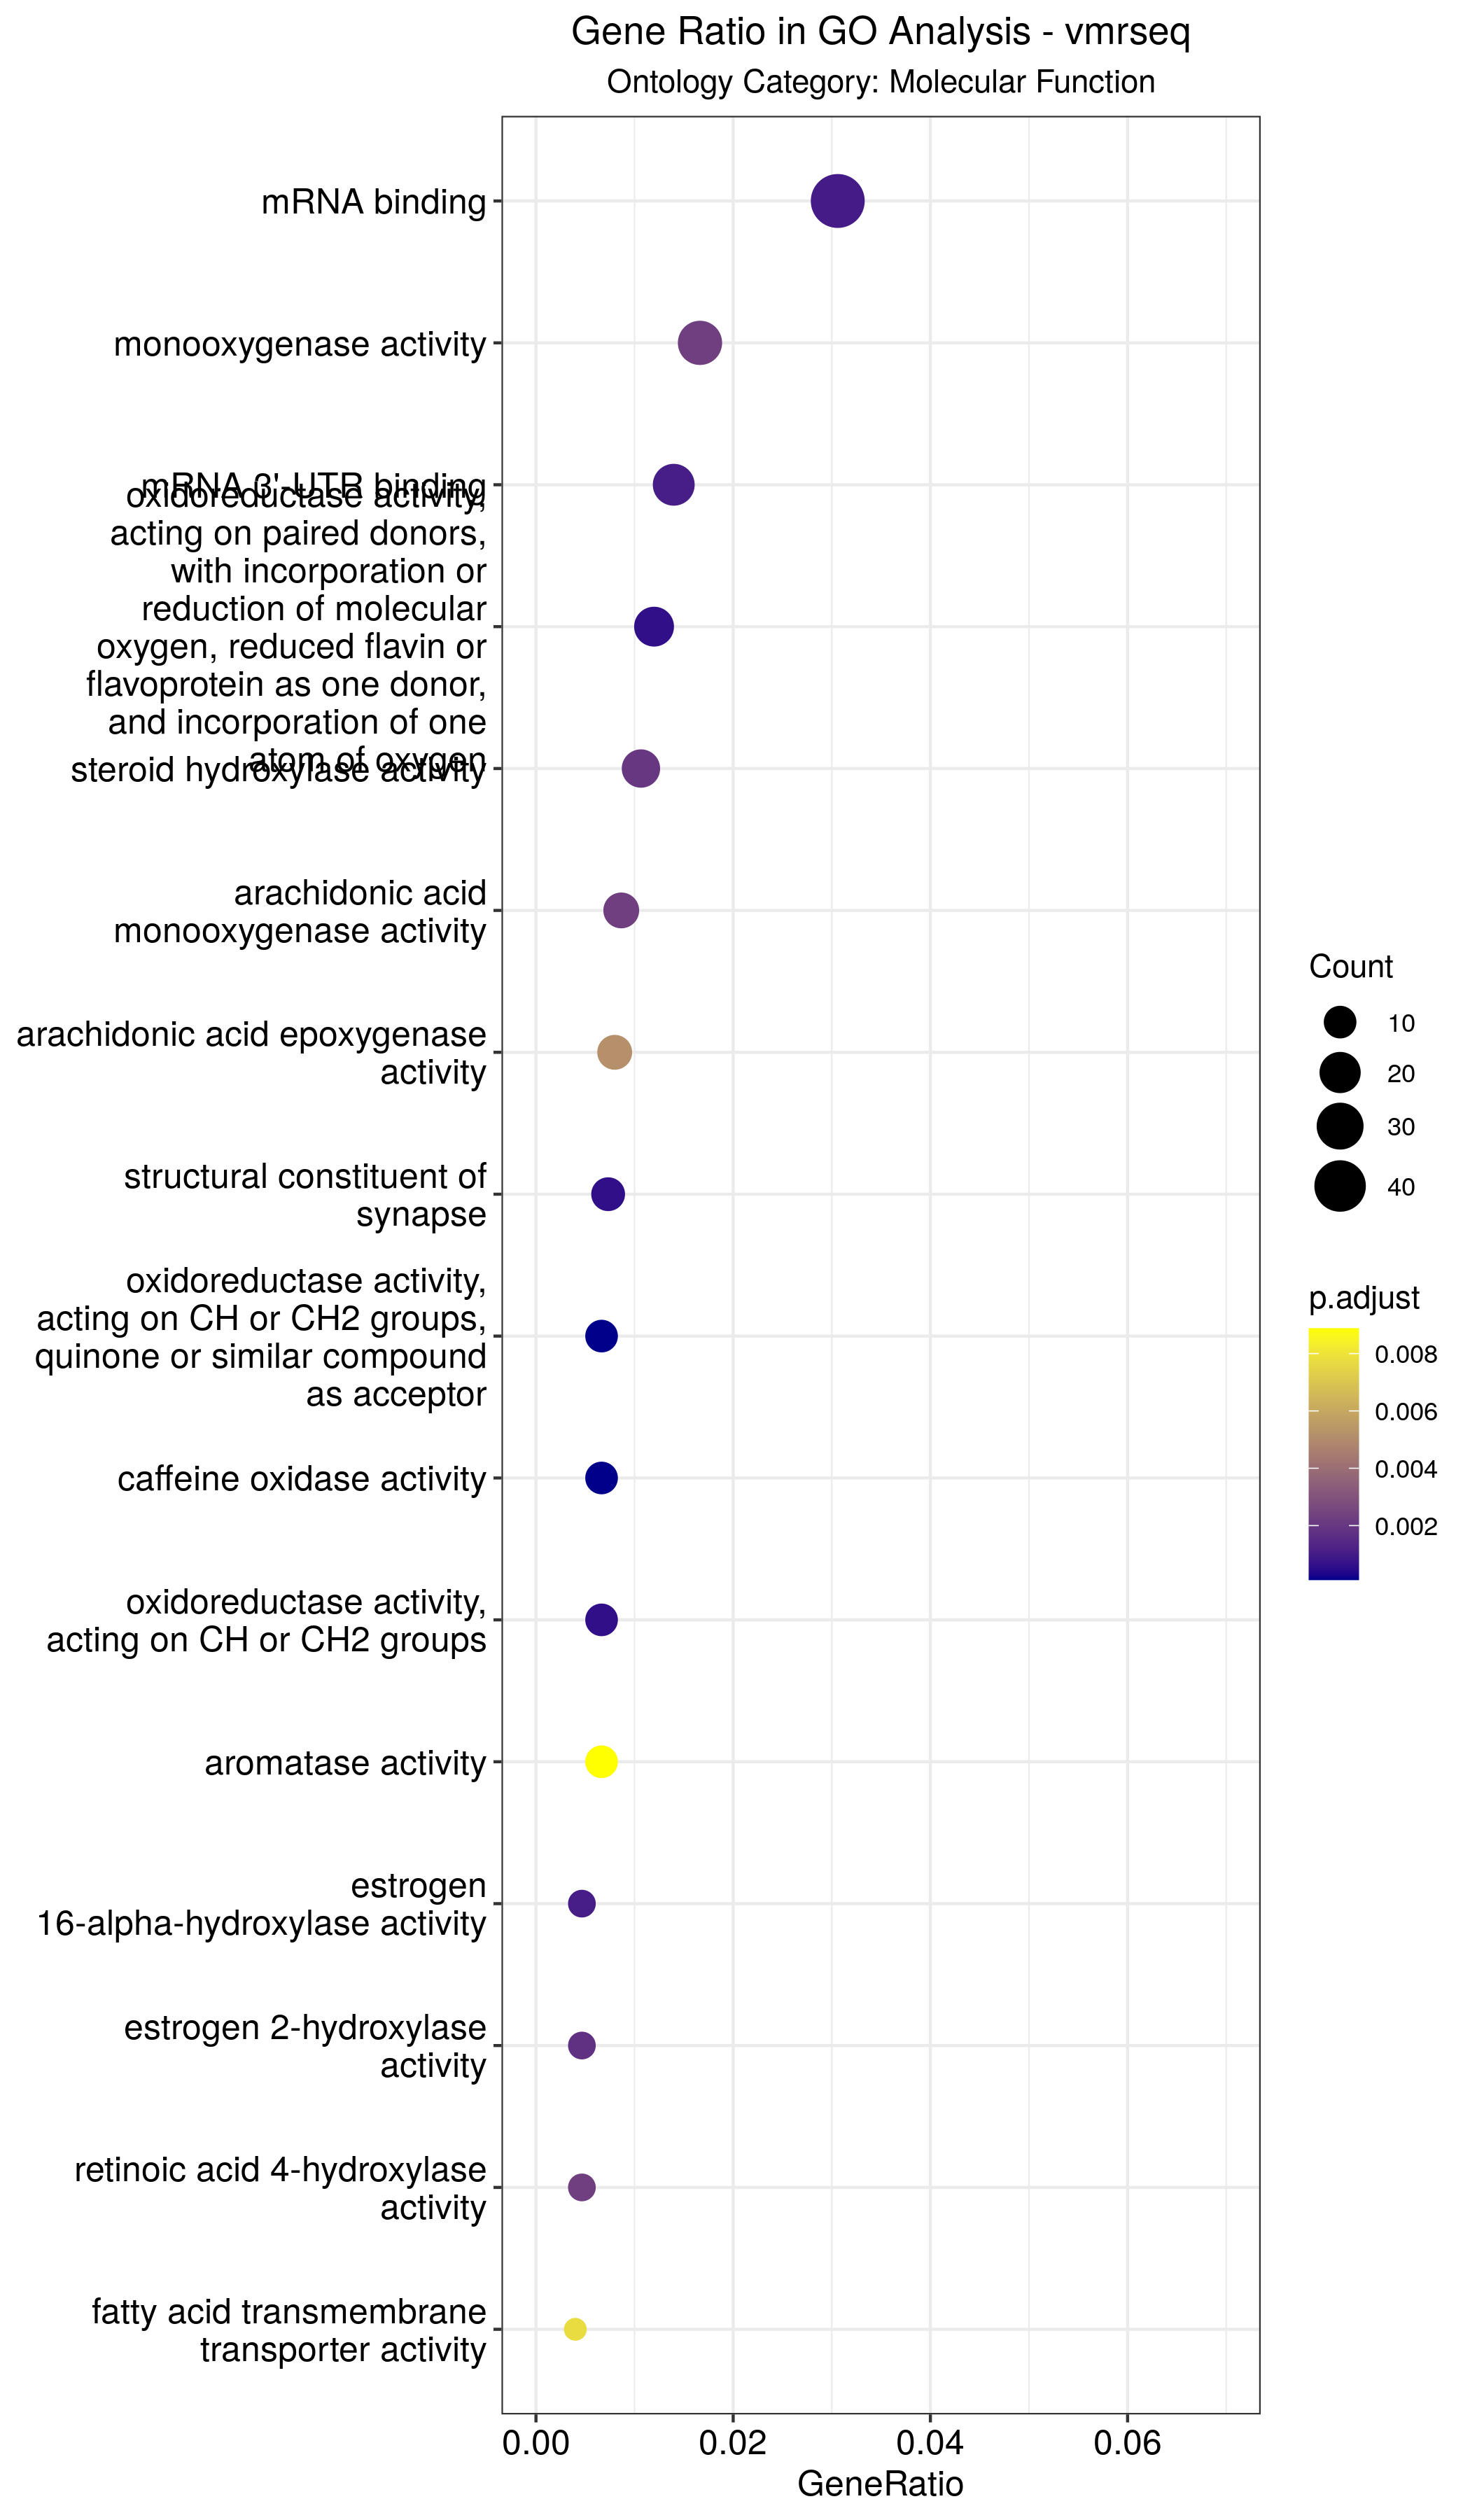 Gene Ratio in GO Analysis - vmrseq
Ontology Category: Molecular Function
mRNA binding
monooxygenase activity
mRNA 3'-UTR binding
oxidoreductase activity,
acting on paired donors,
with incorporation or
reduction of molecular
oxygen, reduced flavin or
flavoprotein as one donor,
and incorporation of one
atom of oxygen
steroid hydroxylase activity
arachidonic acid
monooxygenase activity
arachidonic acid epoxygenase
activity
structural constituent of
synapse
oxidoreductase activity,
acting on CH or CH2 groups,
quinone or similar compound
as acceptor
caffeine oxidase activity
oxidoreductase activity,
acting on CH or CH2 groups
aromatase activity
estrogen
16-alpha-hydroxylase activity
estrogen 2-hydroxylase
activity
retinoic acid 4-hydroxylase
activity
fatty acid transmembrane
transporter activity
0.00 0.02 0.04 0.06
GeneRatio
Count
10
20
30
40
p.adjust
0.008
0.006
0.004
0.002